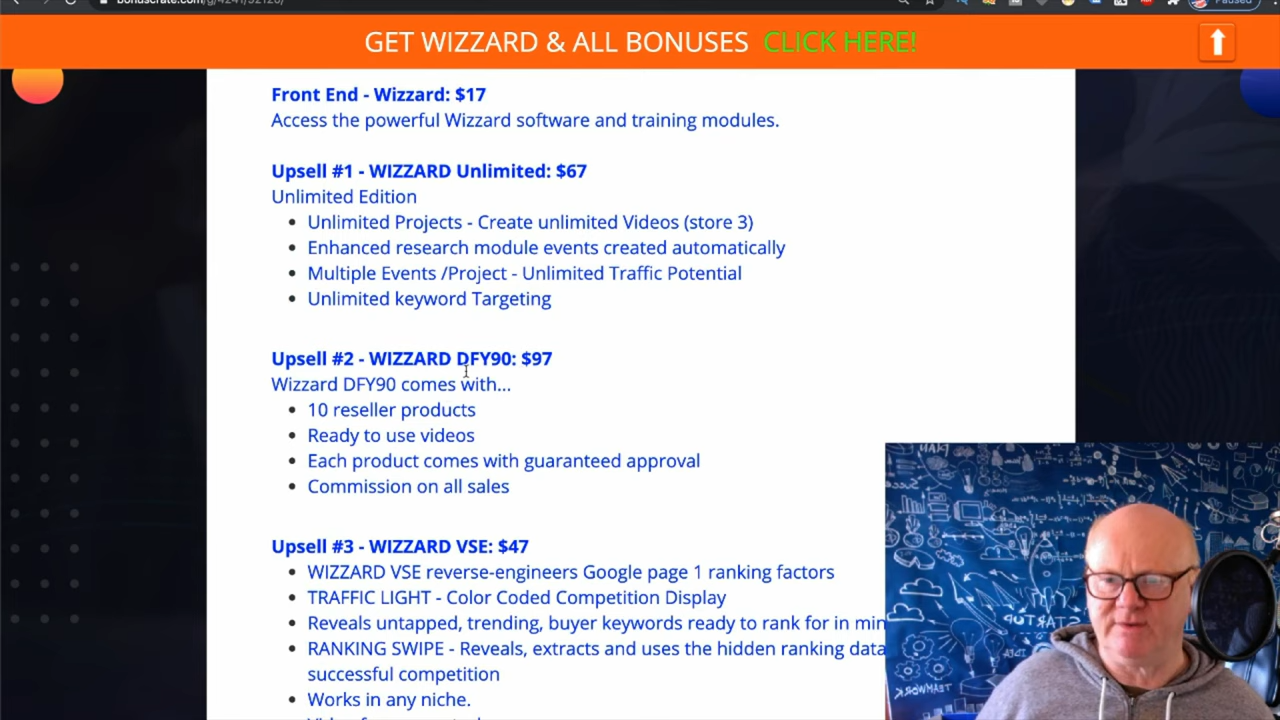 Paused
GET WIZZARD & ALL BONUSES CLICK HERE!
Front End - Wizzard: $17
Access the powerful Wizzard software and training modules.
Upsell #1 - WIZZARD Unlimited: $67
Unlimited Edition
Unlimited Projects - Create unlimited Videos (store 3)
Enhanced research module events created automatically
Multiple Events /Project - Unlimited Traffic Potential
Unlimited keyword Targeting
Upsell #2 - WIZZARD DFY90: $97
Wizzard DFY90 comes with...
10 reseller products
Ready to use videos
Each product comes with guaranteed approval
Commission on all sales
Upsell #3 - WIZZARD VSE: $47
WIZZARD VSE reverse-engineers Google page 1 ranking factors
TRAFFIC LIGHT - Color Coded Competition Display
Reveals untapped, trending, buyer keywords ready to rank for in min
RANKING SWIPE - Reveals, extracts and uses the hidden ranking data
successful competition
Works in any niche.
STARTUP
IDEA
TEAMWORK